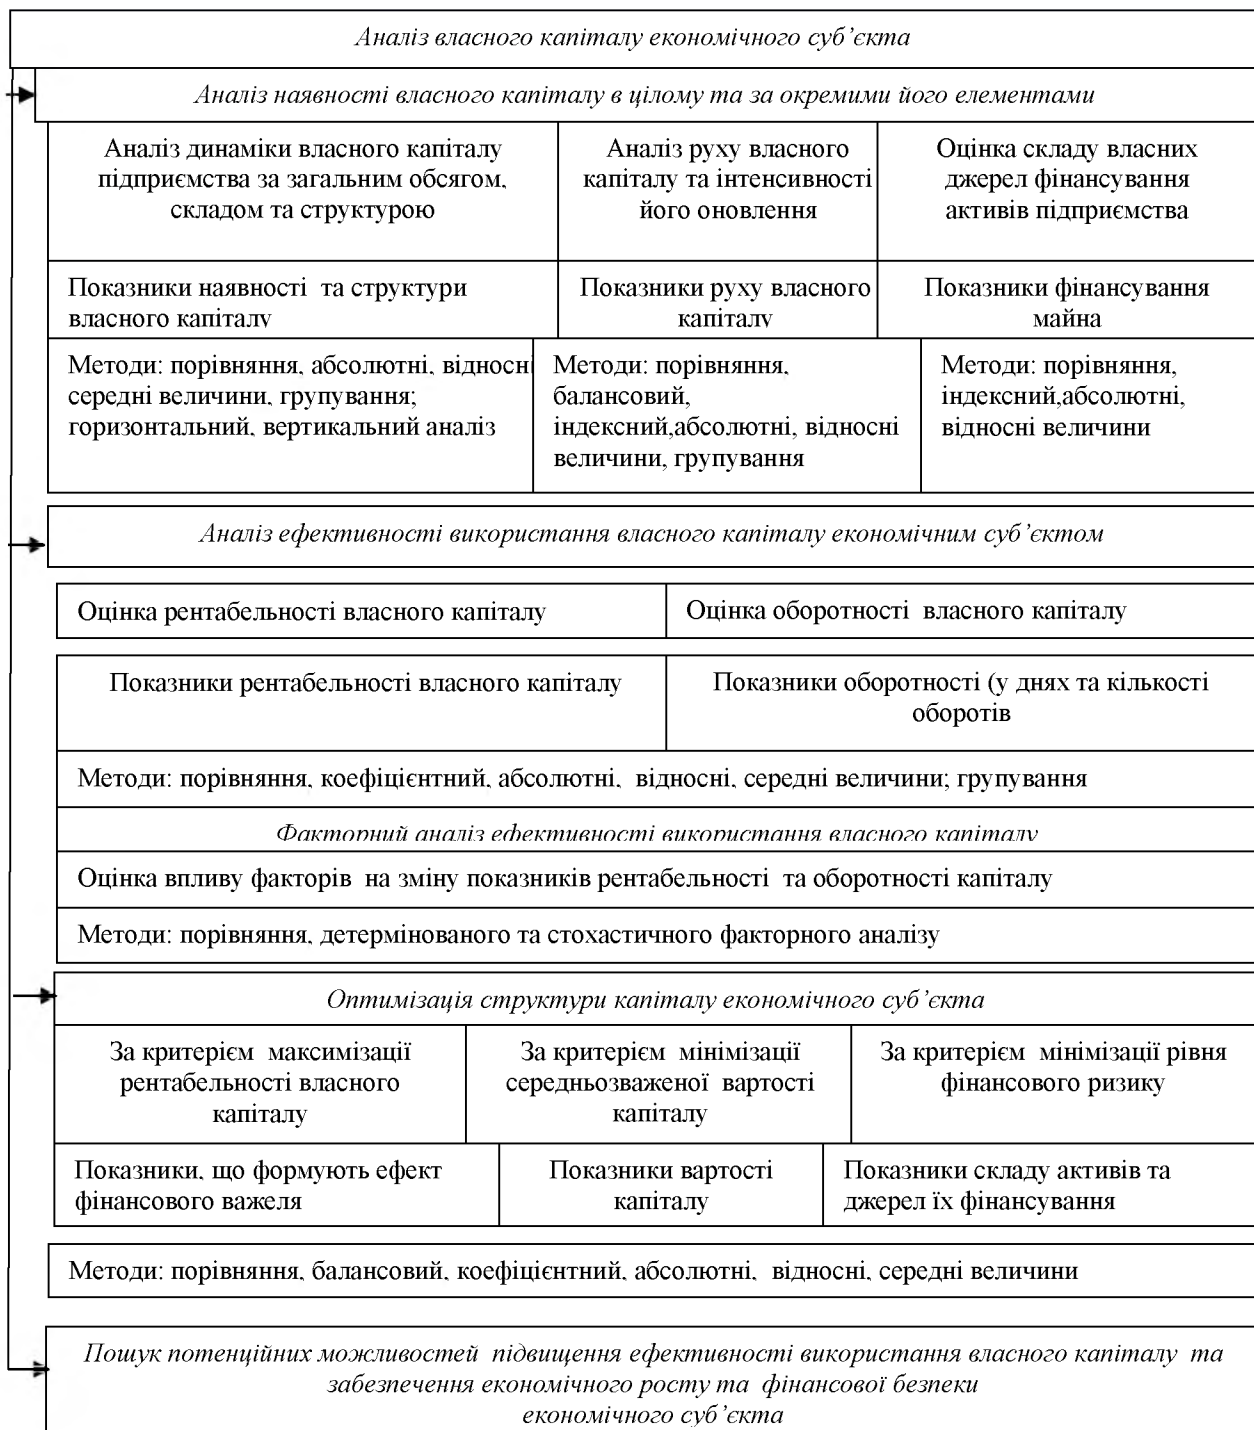 Аналіз власного капіталу економічного суб’єкта
Аналіз наявності власного капіталу в цілому та за окремими його елементами
Аналіз динаміки власного капіталу
підприємства за загальним обсягом,
складом та структурою
Аналіз руху власного
капіталу та інтенсивності
його оновлення
Оцінка складу власних
джерел фінансування
активів підприємства
Показники наявності та структури
власного капіталу
Показники руху власного
капіталу
Показники фінансування
майна
Методи: порівняння, абсолютні, відносні
середні величини, групування;
горизонтальний, вертикальний аналіз
Методи: порівняння,
балансовий,
індексний,абсолютні, відносні
величини, групування
Методи: порівняння,
індексний,абсолютні,
відносні величини
Аналіз ефективності використання власного капіталу економічним суб’єктом
Оцінка рентабельності власного капіталу
Оцінка оборотності власного капіталу
Показники рентабельності власного капіталу
Показники оборотності (у днях та кількості
оборотів
Методи: порівняння, коефіцієнтний, абсолютні, відносні, середні величини; групування
Факторний аналіз ефективності використання власного капіталу
Оцінка впливу факторів на зміну показників рентабельності та оборотності капіталу
Методи: порівняння, детермінованого та стохастичного факторного аналізу
Оптимізація структури капіталу економічного суб’єкта
За критерієм максимізації
рентабельності власного
капіталу
За критерієм мінімізації
середньозваженої вартості
капіталу
За критерієм мінімізації рівня
фінансового ризику
Показники, що формують ефект
фінансового важеля
Показники вартості
капіталу
Показники складу активів та
джерел їх фінансування
Методи: порівняння, балансовий, коефіцієнтний, абсолютні, відносні, середні величини
Пошук потенційних можливостей підвищення ефективності використання власного капіталу та
забезпечення економічного росту та фінансової безпеки
економічного суб’єкта